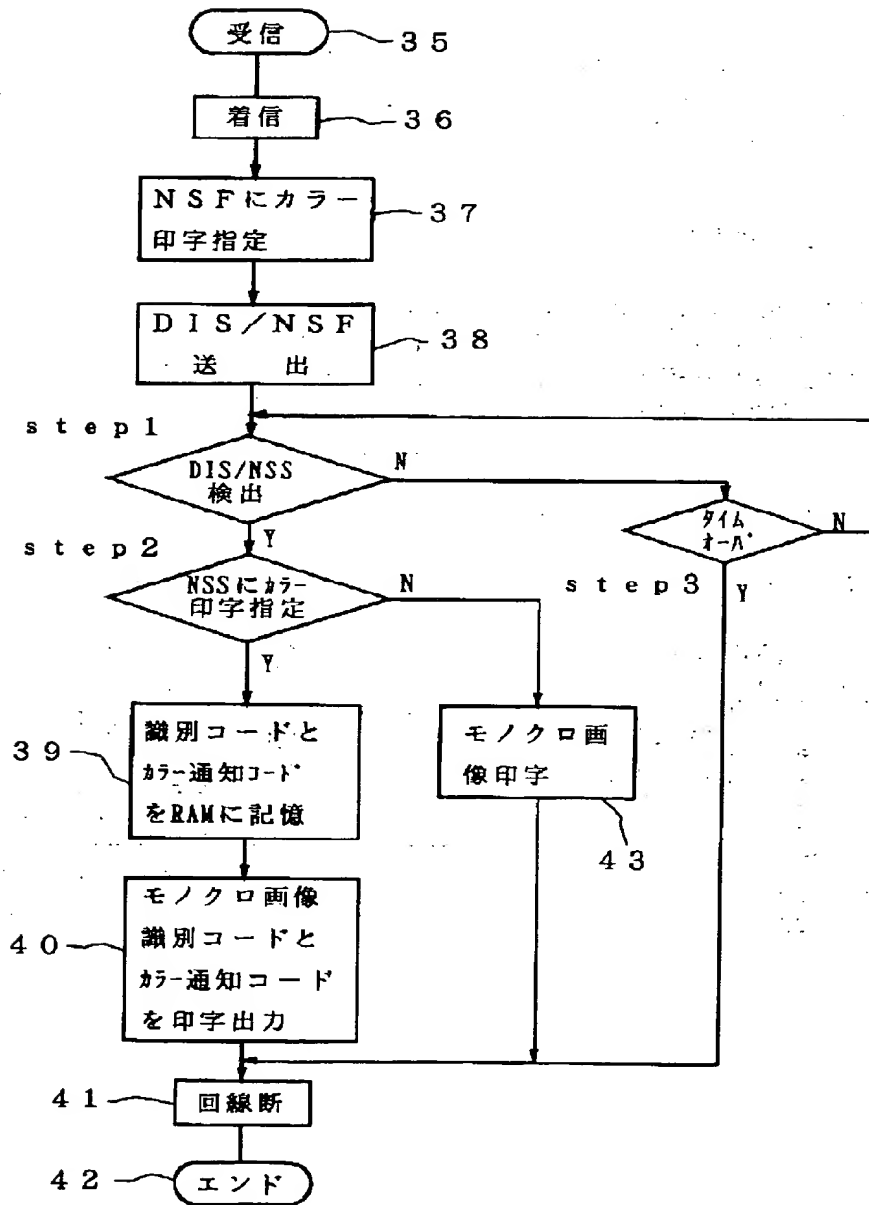 受信
35
着信
36
NSFにカラー
印字指定
37
DIS/NSF
送出
38
step1
DIS/NSS
検出
N
Y
タイム
オーバ
N
Y
step3
step2
NSSにカラー
印字指定
N
Y
識別コードと
カラー通知コード
をRAMに記憶
39
モノクロ画
像印字
43
モノクロ画像
識別コードと
カラー通知コード
を印字出力
40
回線断
41
エンド
42